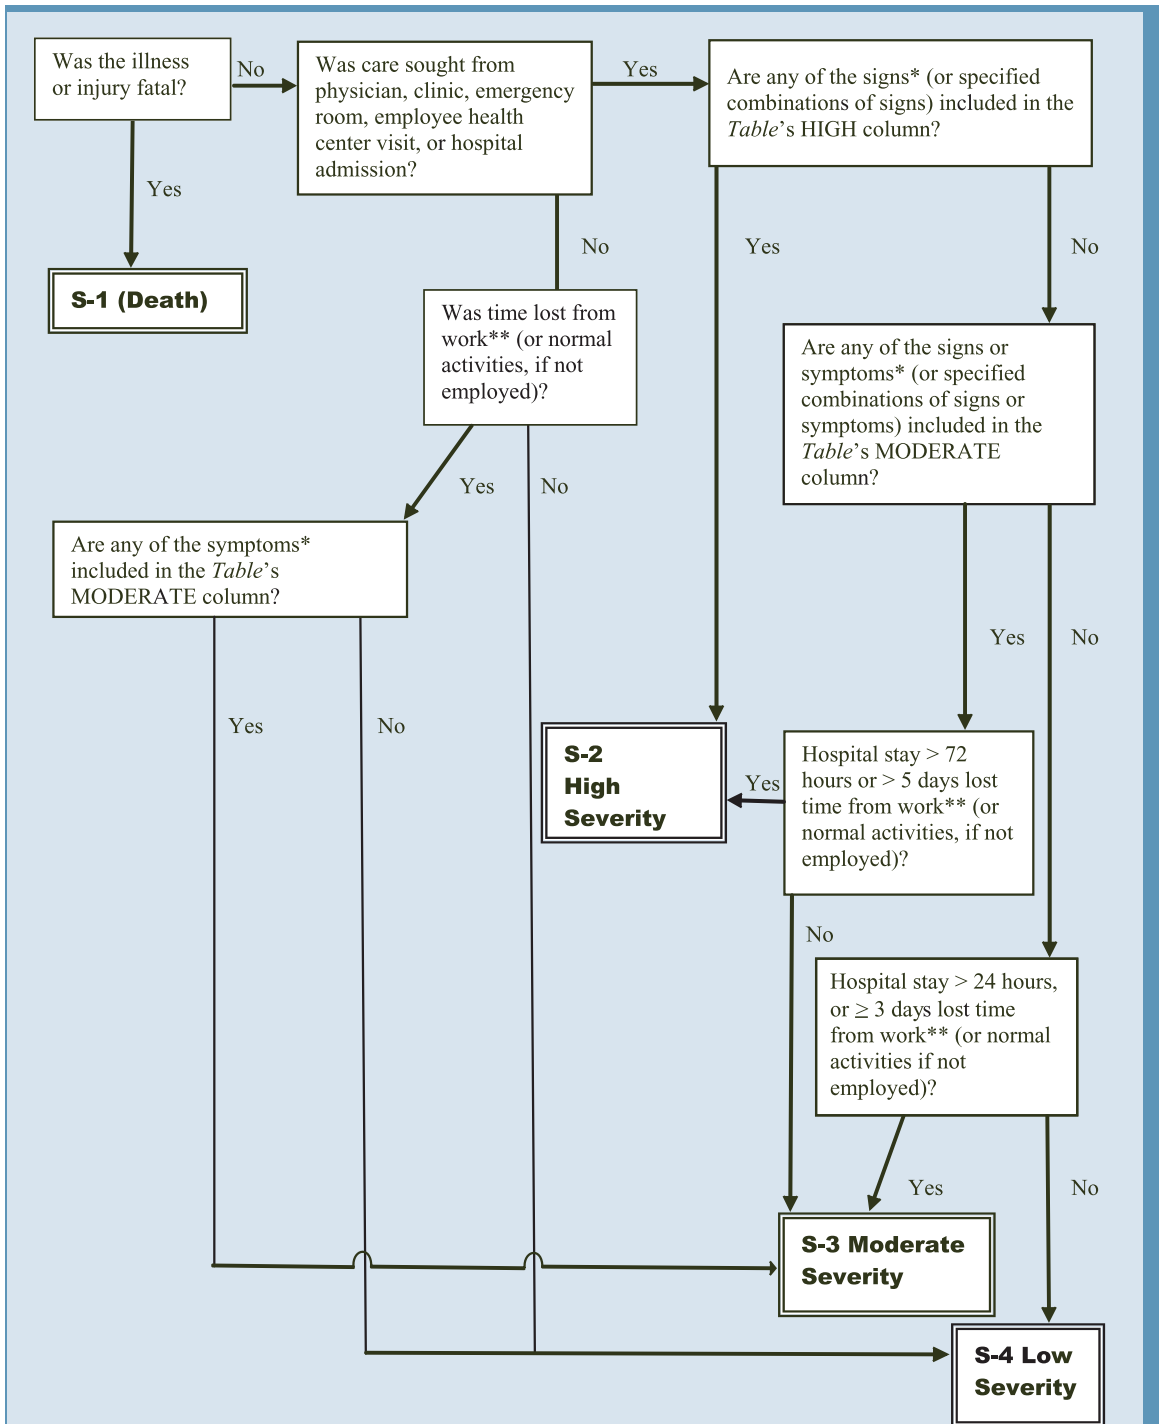 Was the illness
or injury fatal?
No
Was care sought from
physician, clinic, emergency
room, employee health
center visit, or hospital
admission?
Yes
Are any of the signs* (or specified
combinations of signs) included in the
Table's HIGH column?
Yes
No
Yes
No
S-1 (Death)
Was time lost from
work** (or normal
activities, if not
employed)?
Are any of the signs or
symptoms* (or specified
combinations of signs or
symptoms) included in the
Table's MODERATE
column?
Yes
No
Are any of the symptoms*
included in the Table's
MODERATE column?
Yes
No
Yes
No
S-2
High
Severity
Yes
Hospital stay > 72
hours or > 5 days lost
time from work** (or
normal activities, if not
employed)?
No
Hospital stay > 24 hours,
or ≥ 3 days lost time
from work** (or normal
activities if not
employed)?
Yes
No
S-3 Moderate
Severity
S-4 Low
Severity